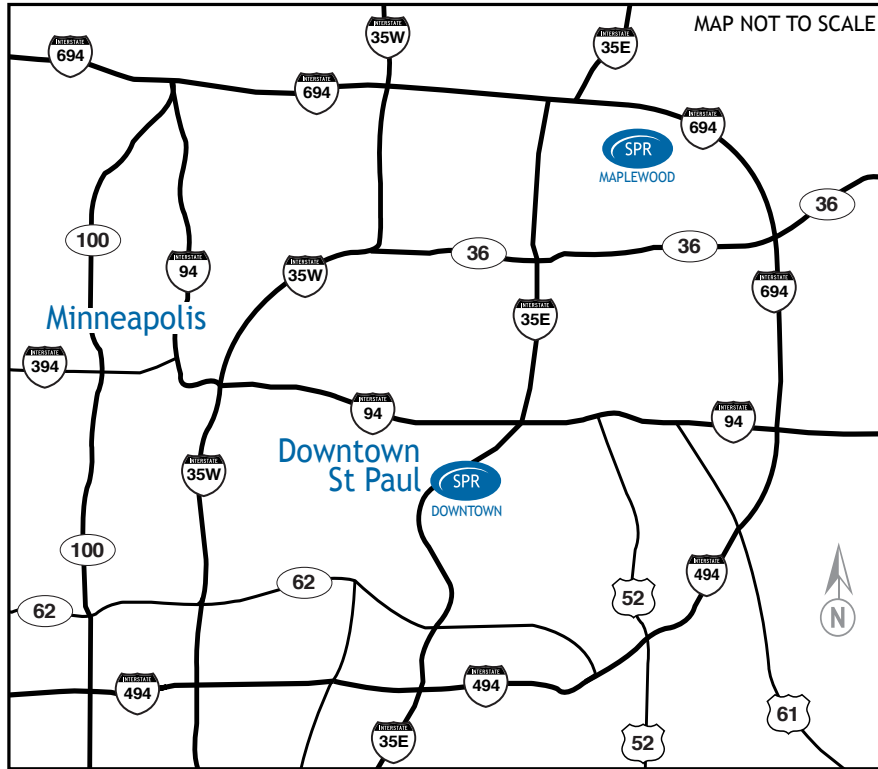 MAP NOT TO SCALE
INTERSTATE
35W
INTERSTATE
35E
INTERSTATE
694
INTERSTATE
694
INTERSTATE
694
SPR
MAPLEWOOD
36
100
36
36
INTERSTATE
94
INTERSTATE
35W
INTERSTATE
694
Minneapolis
INTERSTATE
35E
INTERSTATE
394
INTERSTATE
94
INTERSTATE
94
Downtown
St Paul
INTERSTATE
35W
SPR
DOWNTOWN
100
INTERSTATE
494
62
52
62
N
INTERSTATE
494
INTERSTATE
494
61
INTERSTATE
35E
52